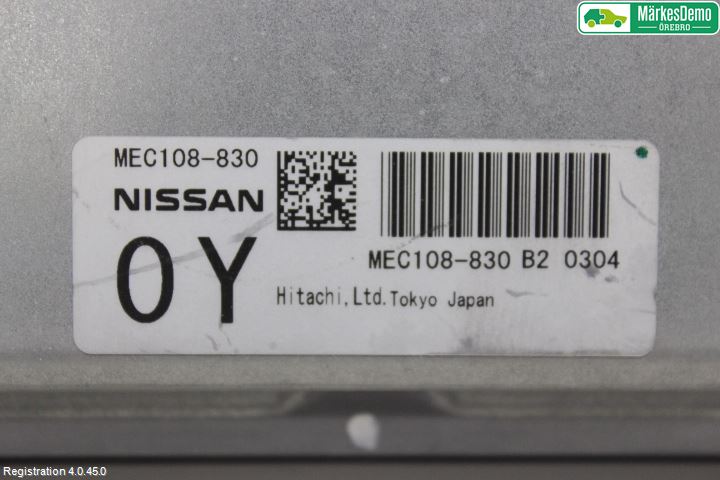 MärkesDemo
ÖREBRO
MEC108-830
NISSAN
0Y
MEC108-830 B2 0304
Hitachi,Ltd.Tokyo Japan
Registration 4.0.45.0